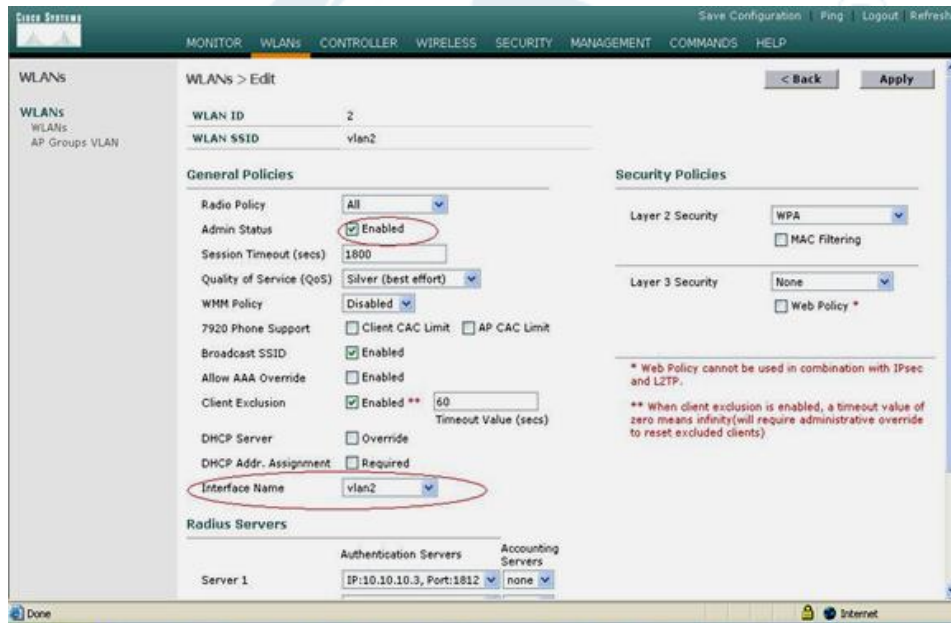 Cisco Systems
Save Configuration | Ping | Logout | Refresh
MONITOR WLANs CONTROLLER WIRELESS SECURITY MANAGEMENT COMMANDS HELP
WLANs
WLANs
WLANs
AP Groups VLAN
WLANs > Edit
< Back
Apply
WLAN ID 2
WLAN SSID vlan2
General Policies
Radio Policy All
Admin Status Enabled
Session Timeout (secs) 1800
Quality of Service (QoS) Silver (best effort)
WMM Policy Disabled
7920 Phone Support Client CAC Limit AP CAC Limit
Broadcast SSID Enabled
Allow AAA Override Enabled
Client Exclusion Enabled ** 60
Timeout Value (secs)
DHCP Server Override
DHCP Addr. Assignment Required
Interface Name vlan2
Radius Servers
Authentication Servers Accounting Servers
Server 1 IP:10.10.10.3, Port:1812 none
Security Policies
Layer 2 Security WPA
MAC Filtering
Layer 3 Security None
Web Policy *
* Web Policy cannot be used in combination with IPsec
and L2TP.
** When client exclusion is enabled, a timeout value of
zero means infinity(will require administrative override
to reset excluded clients)
Done
Internet